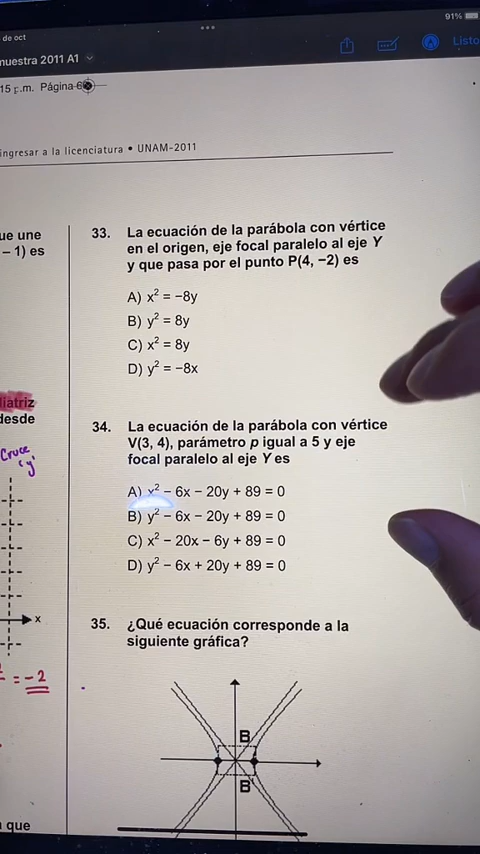 de oct
91%
Listo
muestra 2011 A1
15 p.m. Página 6
ingresar a la licenciatura • UNAM-2011
ue une
– 1) es
33. La ecuación de la parábola con vértice
en el origen, eje focal paralelo al eje Y
y que pasa por el punto P(4, −2) es
A) x² = −8y
B) y² = 8y
C) x² = 8y
D) y² = −8x
diatriz
desde
Cruce
'y'
34. La ecuación de la parábola con vértice
V(3, 4), parámetro p igual a 5 y eje
focal paralelo al eje Y es
A) x² − 6x − 20y + 89 = 0
B) y² − 6x − 20y + 89 = 0
C) x² − 20x − 6y + 89 = 0
D) y² − 6x + 20y + 89 = 0
x
= -2
35. ¿Qué ecuación corresponde a la
siguiente gráfica?
B
B'
que